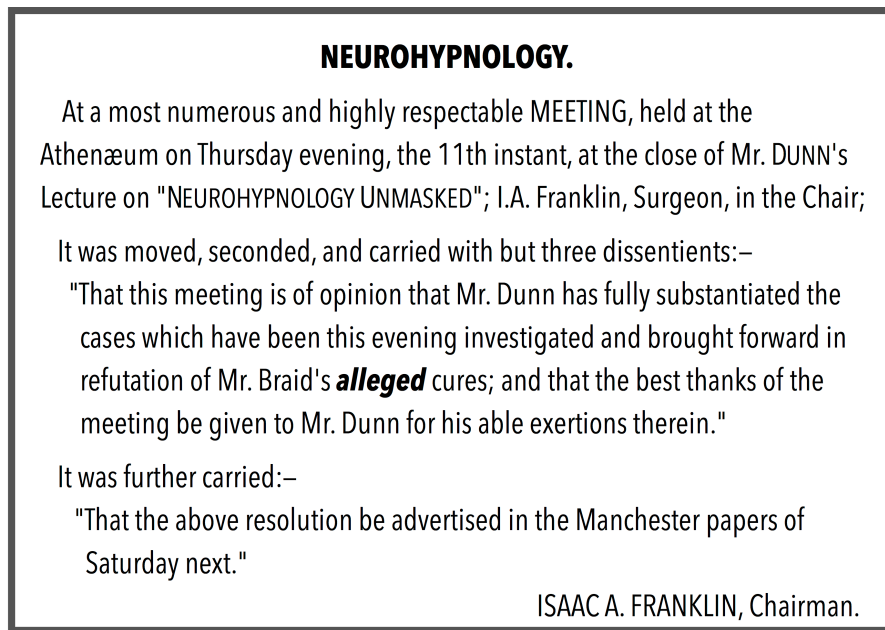 NEUROHYPNOLOGY.
At a most numerous and highly respectable MEETING, held at the
Athenæum on Thursday evening, the 11th instant, at the close of Mr. DUNN's
Lecture on "NEUROHYPNOLOGY UNMASKED"; I.A. Franklin, Surgeon, in the Chair;
It was moved, seconded, and carried with but three dissentients:–
"That this meeting is of opinion that Mr. Dunn has fully substantiated the
cases which have been this evening investigated and brought forward in
refutation of Mr. Braid's alleged cures; and that the best thanks of the
meeting be given to Mr. Dunn for his able exertions therein."
It was further carried:–
"That the above resolution be advertised in the Manchester papers of
Saturday next."
ISAAC A. FRANKLIN, Chairman.